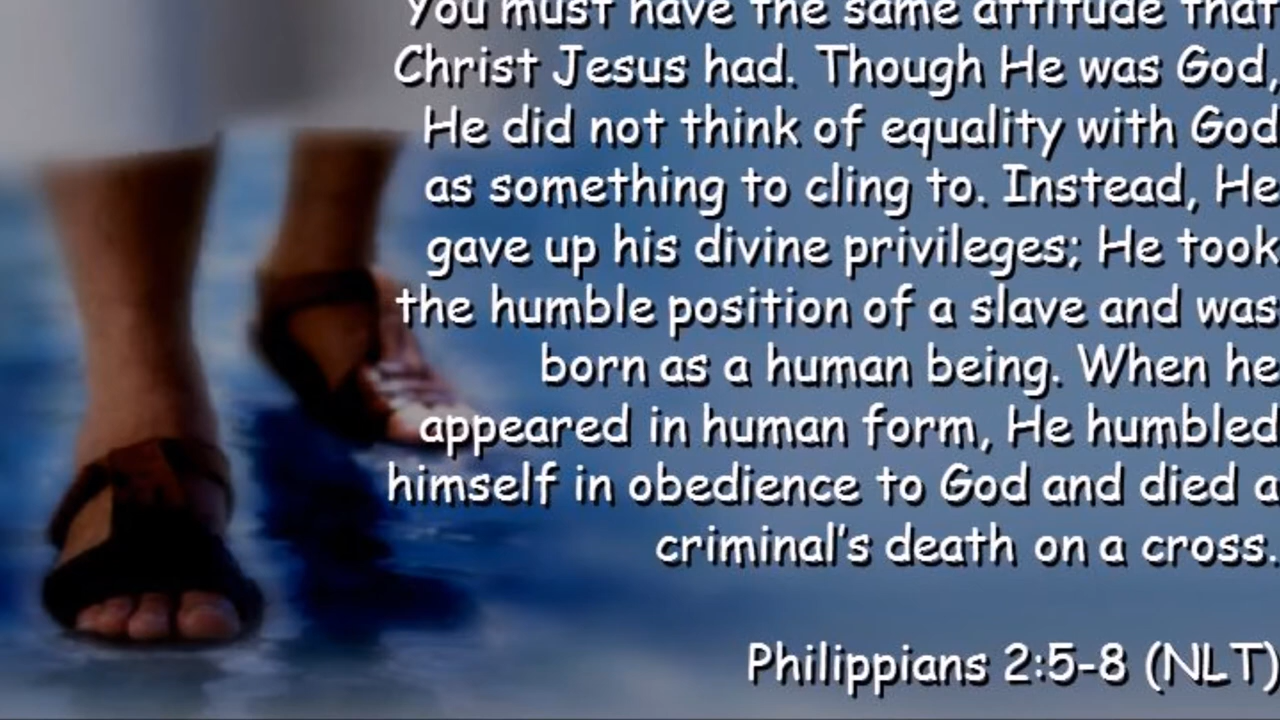 You must have the same attitude that
Christ Jesus had. Though He was God,
He did not think of equality with God
as something to cling to. Instead, He
gave up his divine privileges; He took
the humble position of a slave and was
born as a human being. When he
appeared in human form, He humbled
himself in obedience to God and died a
criminal's death on a cross.
Philippians 2:5-8 (NLT)